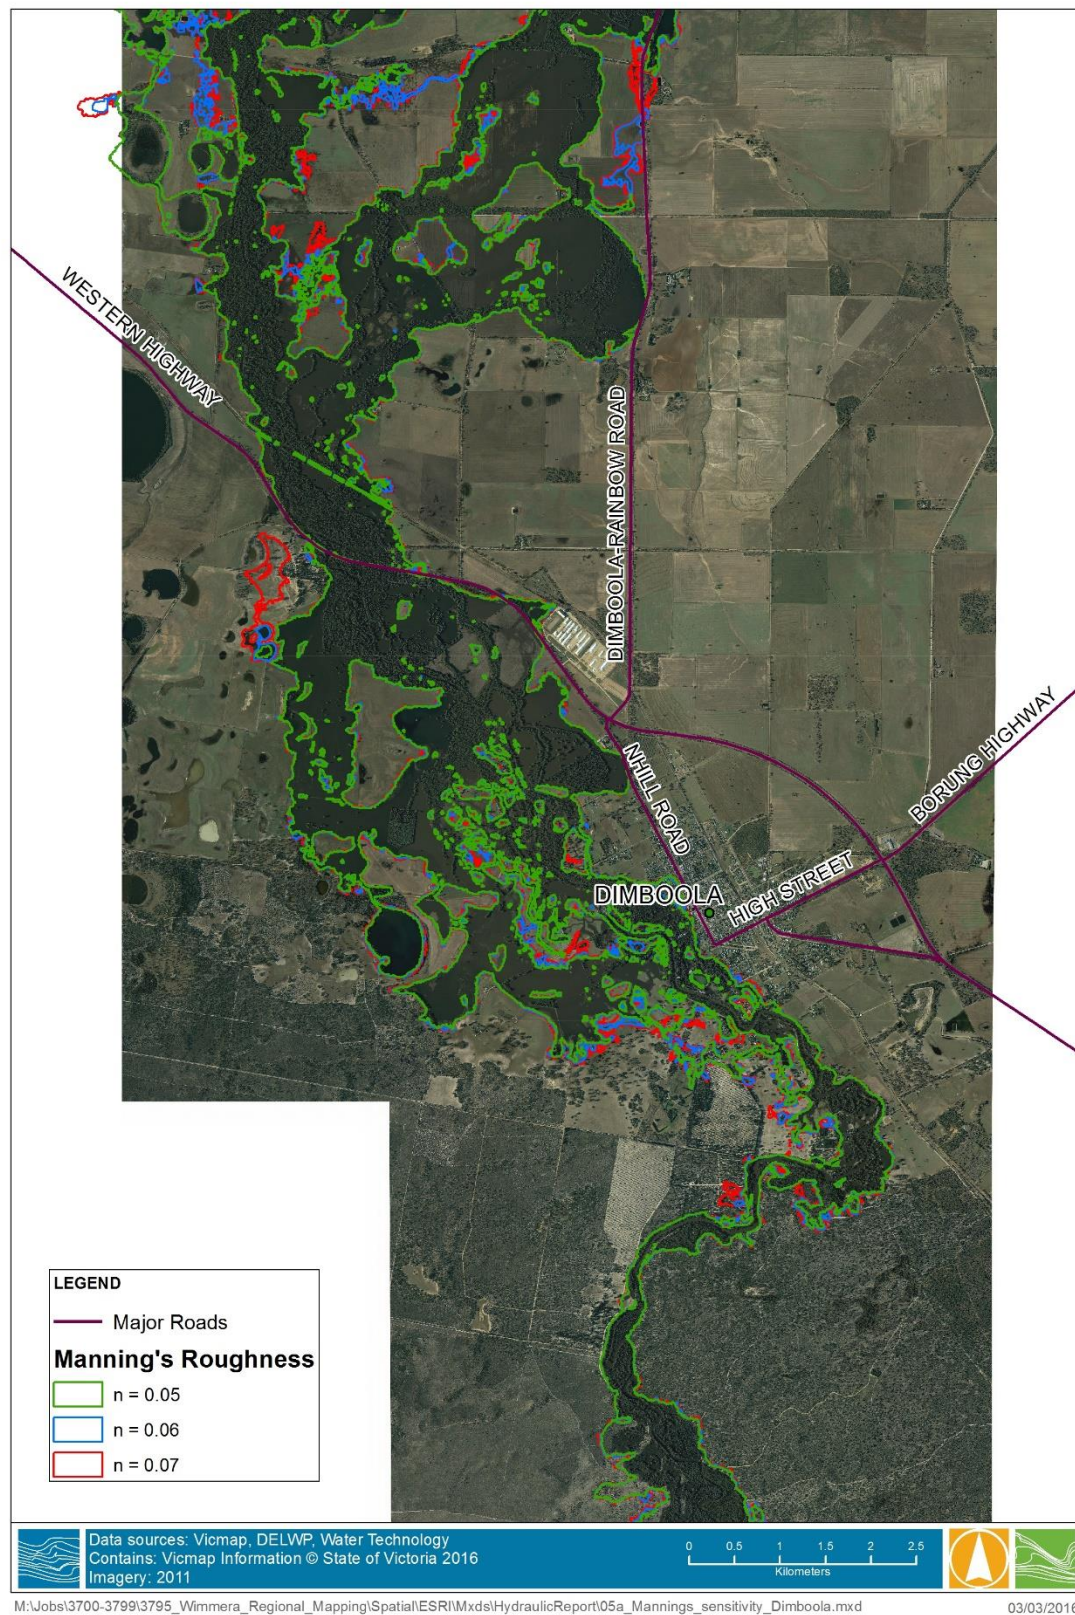 WESTERN HIGHWAY
DIMBOOLA-RAINBOW ROAD
BORUNG HIGHWAY
NHILL ROAD
HIGH STREET
DIMBOOLA
LEGEND
Major Roads
Manning's Roughness
n = 0.05
n = 0.06
n = 0.07
Data sources: Vicmap, DELWP, Water Technology
Contains: Vicmap Information © State of Victoria 2016
Imagery: 2011
0 0.5 1 1.5 2 2.5
Kilometers
M:\Jobs\3700-3799\3795_Wimmera_Regional_Mapping\Spatial\ESRI\Mxds\HydraulicReport\05a_Mannings_sensitivity_Dimboola.mxd
03/03/2016